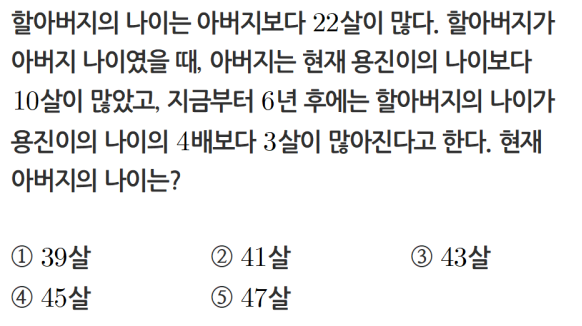 할아버지의 나이는 아버지보다 22살이 많다. 할아버지가
아버지 나이였을 때, 아버지는 현재 용진이의 나이보다
10살이 많았고, 지금부터 6년 후에는 할아버지의 나이가
용진이의 나이의 4배보다 3살이 많아진다고 한다. 현재
아버지의 나이는?
① 39살 ② 41살 ③ 43살
④ 45살 ⑤ 47살